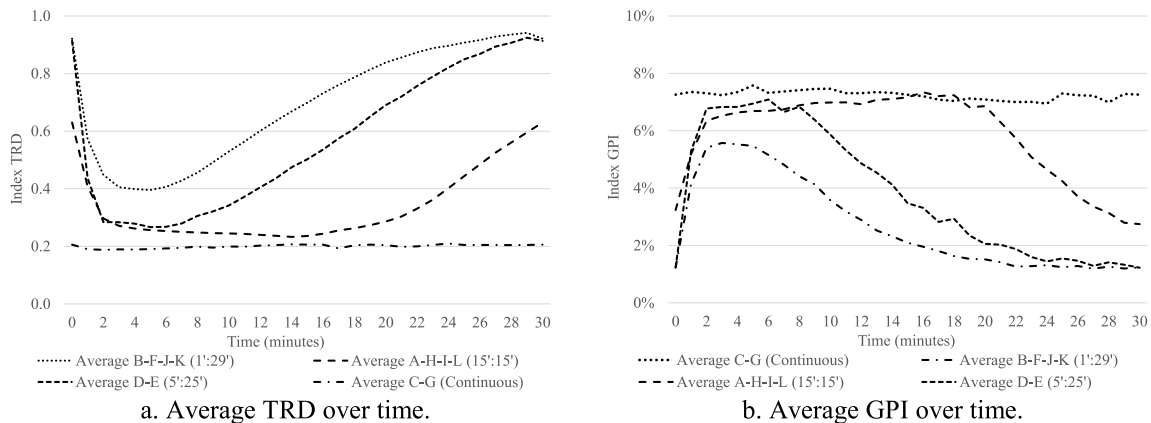 1.0
0.8
0.6
0.4
0.2
0.0
Index TRD
0 2 4 6 8 10 12 14 16 18 20 22 24 26 28 30
Time (minutes)
Average B-F-J-K (1':29') Average A-H-I-L (15':15')
Average D-E (5':25') Average C-G (Continuous)
a. Average TRD over time.
10%
8%
6%
4%
2%
0%
Index GPI
0 2 4 6 8 10 12 14 16 18 20 22 24 26 28 30
Time (minutes)
Average C-G (Continuous) Average B-F-J-K (1':29')
Average A-H-I-L (15':15') Average D-E (5':25')
b. Average GPI over time.